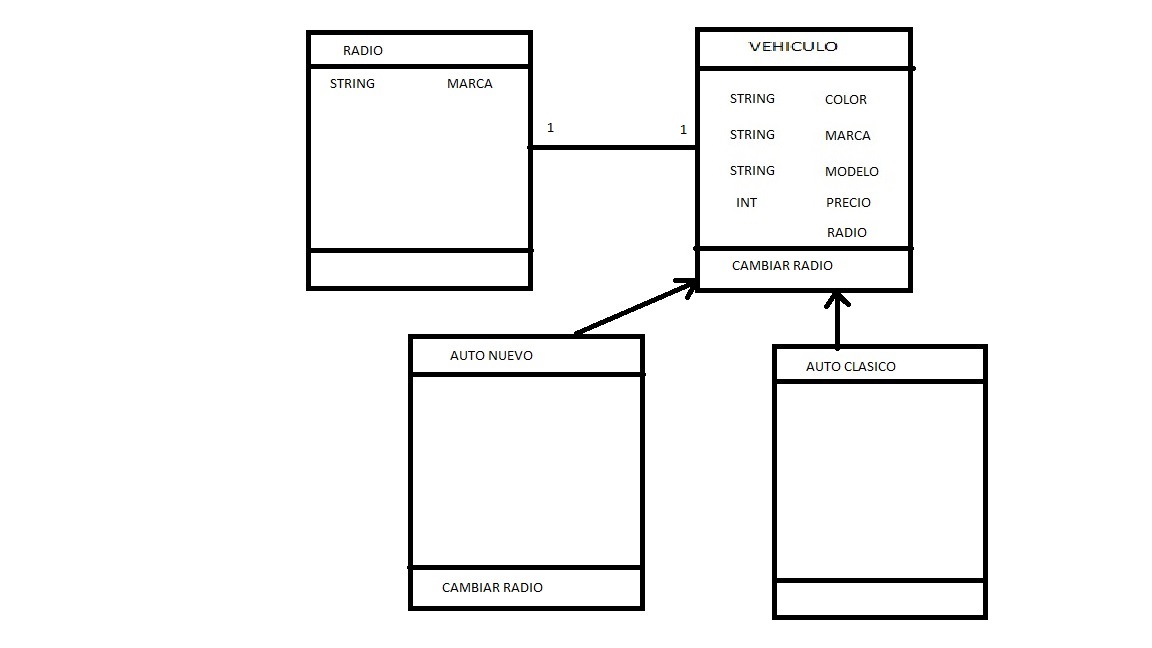 RADIO
STRING MARCA
1 1
VEHICULO
STRING COLOR
STRING MARCA
STRING MODELO
INT PRECIO
RADIO
CAMBIAR RADIO
AUTO NUEVO
CAMBIAR RADIO
AUTO CLASICO